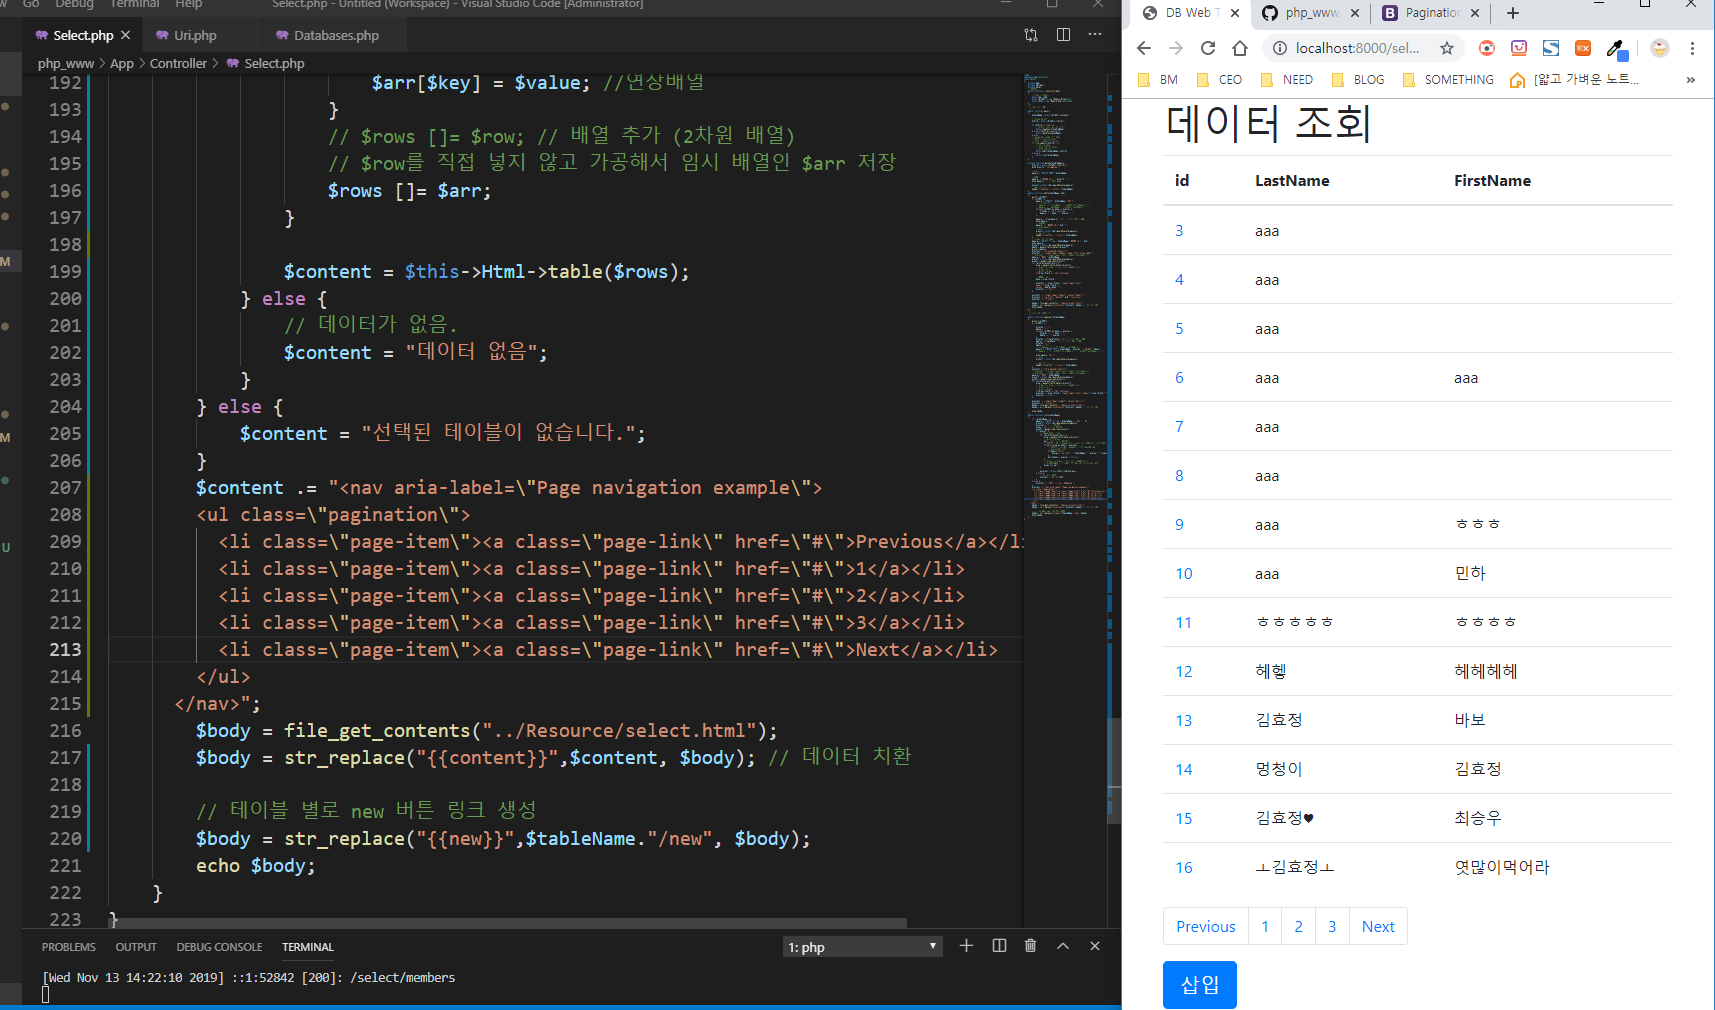 Go Debug Terminal Help
Select.php - Untitled (Workspace) - Visual Studio Code [Administrator]
Select.php Uri.php Databases.php
php_www > App > Controller > Select.php
192 $arr[$key] = $value; //연상배열
193 }
194 // $rows []= $row; // 배열 추가 (2차원 배열)
195 // $row를 직접 넣지 않고 가공해서 임시 배열인 $arr 저장
196 $rows []= $arr;
197 }
198
199 $content = $this->Html->table($rows);
200 } else {
201 // 데이터가 없음.
202 $content = "데이터 없음";
203 }
204 } else {
205 $content = "선택된 테이블이 없습니다.";
206 }
207 $content .= "<nav aria-label=\"Page navigation example\">
208 <ul class=\"pagination\">
209 <li class=\"page-item\"><a class=\"page-link\" href=\"#\">Previous</a></li
210 <li class=\"page-item\"><a class=\"page-link\" href=\"#\">1</a></li>
211 <li class=\"page-item\"><a class=\"page-link\" href=\"#\">2</a></li>
212 <li class=\"page-item\"><a class=\"page-link\" href=\"#\">3</a></li>
213 <li class=\"page-item\"><a class=\"page-link\" href=\"#\">Next</a></li>
214 </ul>
215 </nav>";
216 $body = file_get_contents("../Resource/select.html");
217 $body = str_replace("{{content}}",$content, $body); // 데이터 치환
218
219 // 테이블 별로 new 버튼 링크 생성
220 $body = str_replace("{{new}}",$tableName."/new", $body);
221 echo $body;
222 }
223 }
M
M
U
PROBLEMS OUTPUT DEBUG CONSOLE TERMINAL 1: php
[Wed Nov 13 14:22:10 2019] ::1:52842 [200]: /select/members
DB Web T php_www Pagination
localhost:8000/sel...
BM CEO NEED BLOG SOMETHING [얇고 가벼운 노트... »
데이터 조회
id LastName FirstName
3 aaa
4 aaa
5 aaa
6 aaa aaa
7 aaa
8 aaa
9 aaa ㅎㅎㅎ
10 aaa 민하
11 ㅎㅎㅎㅎㅎ ㅎㅎㅎㅎ
12 헤헿 헤헤헤헤
13 김효정 바보
14 멍청이 김효정
15 김효정♥ 최승우
16 ㅗ김효정ㅗ 엿많이먹어라
Previous 1 2 3 Next
삽입